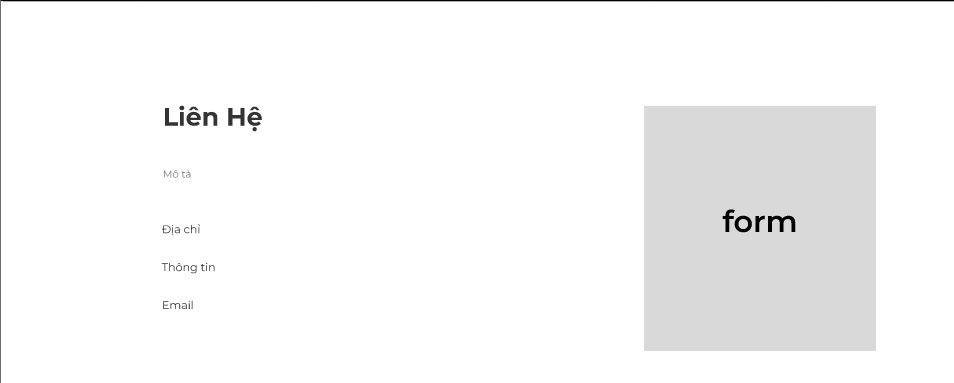 Liên Hệ
Mô tả
Địa chỉ
Thông tin
Email
form